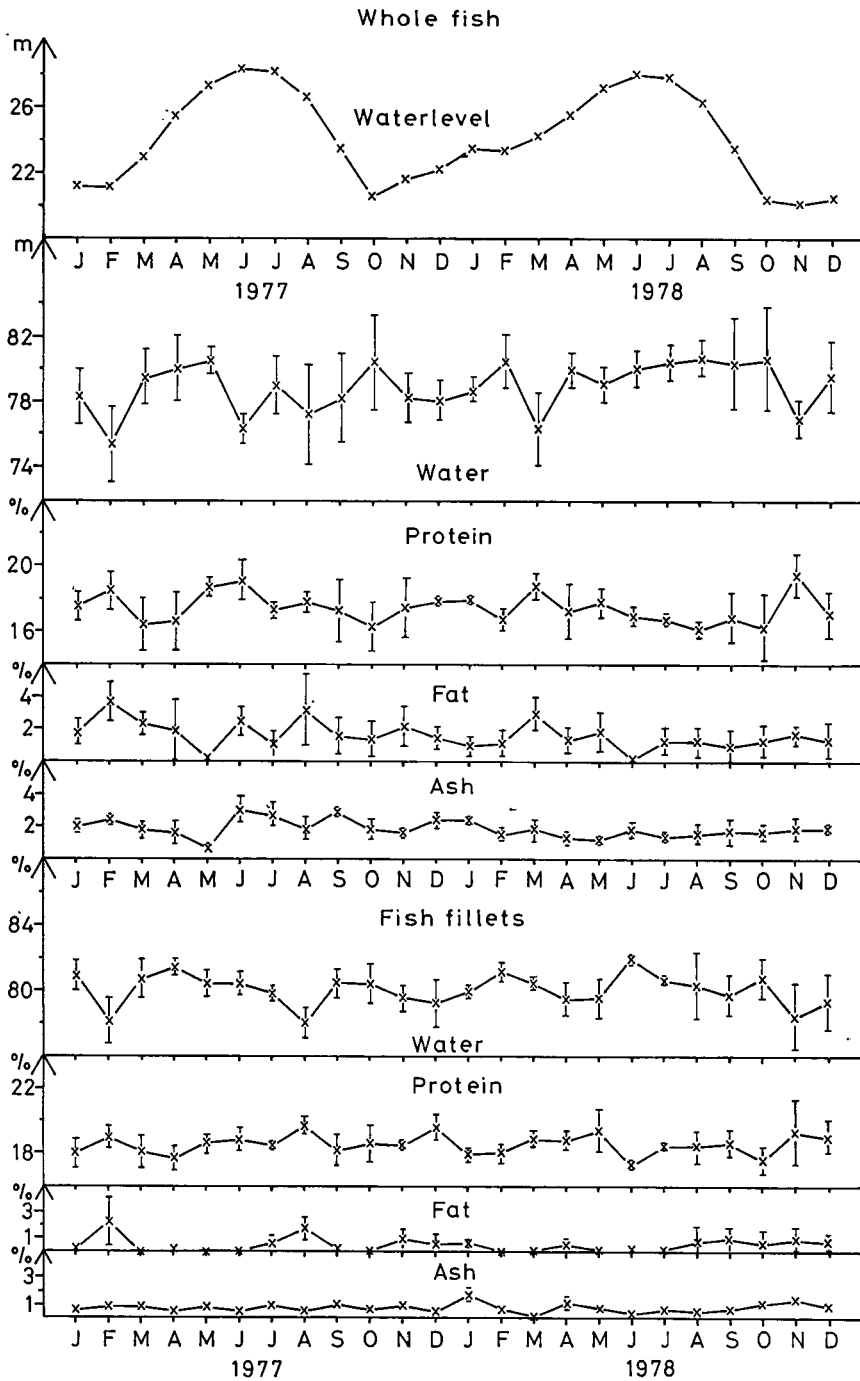 Whole fish
m
26
Waterlevel
22
m
J F M A M J J A S O N D J F M A M J J A S O N D
1977 1978
82
78
74
Water
%
Protein
20
16
%
Fat
4
2
%
Ash
4
2
%
J F M A M J J A S O N D J F M A M J J A S O N D
Fish fillets
84
80
Water
%
Protein
22
18
%
Fat
3
1
%
Ash
3
1
J F M A M J J A S O N D J F M A M J J A S O N D
1977 1978